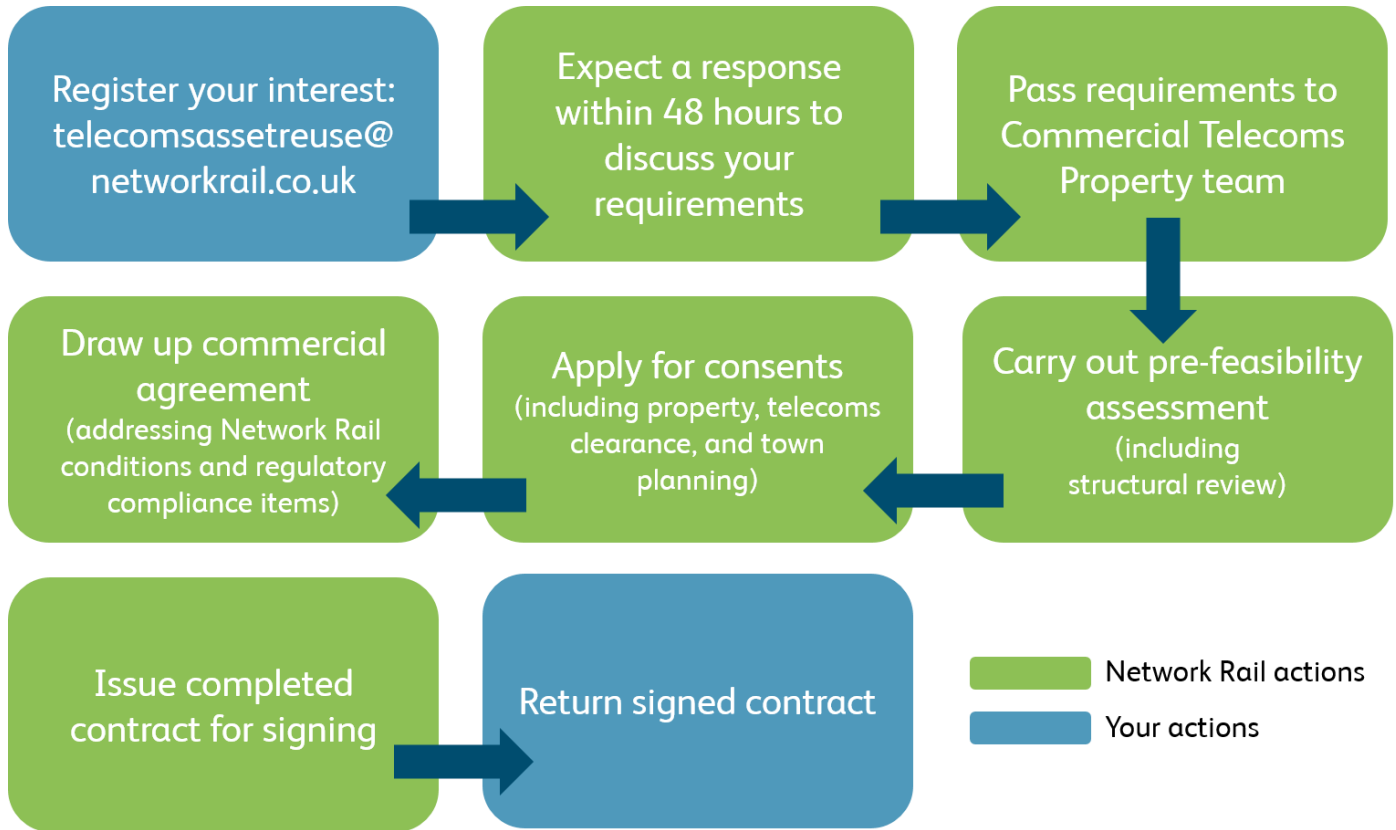 Register your interest:
telecomsassetreuse@
networkrail.co.uk
Expect a response
within 48 hours to
discuss your
requirements
Pass requirements to
Commercial Telecoms
Property team
Carry out pre-feasibility
assessment
(including
structural review)
Apply for consents
(including property, telecoms
clearance, and town
planning)
Draw up commercial
agreement
(addressing Network Rail
conditions and regulatory
compliance items)
Issue completed
contract for signing
Return signed contract
Network Rail actions
Your actions